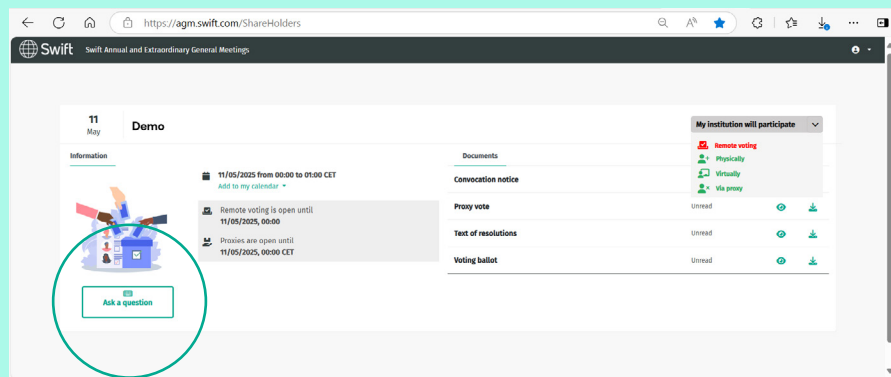 https://agm.swift.com/ShareHolders
Swift Swift Annual and Extraordinary General Meetings
11
May
Demo
My institution will participate
Remote voting
Physically
Virtually
Via proxy
Information
11/05/2025 from 00:00 to 01:00 CET
Add to my calendar
Remote voting is open until
11/05/2025, 00:00
Proxies are open until
11/05/2025, 00:00 CET
Ask a question
Documents
Convocation notice
Proxy vote Unread
Text of resolutions Unread
Voting ballot Unread